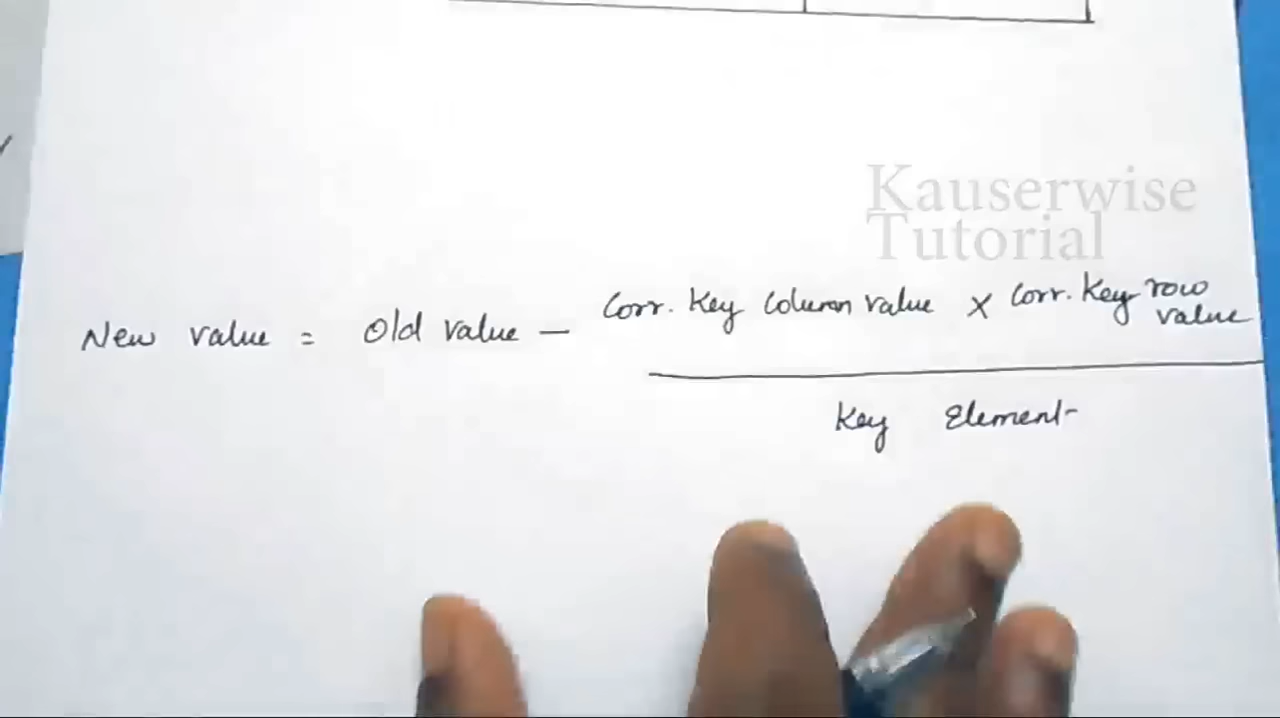 Kauserwise
Tutorial
New value = Old value – Corr. Key Column value × Corr. Key row value
Key Element